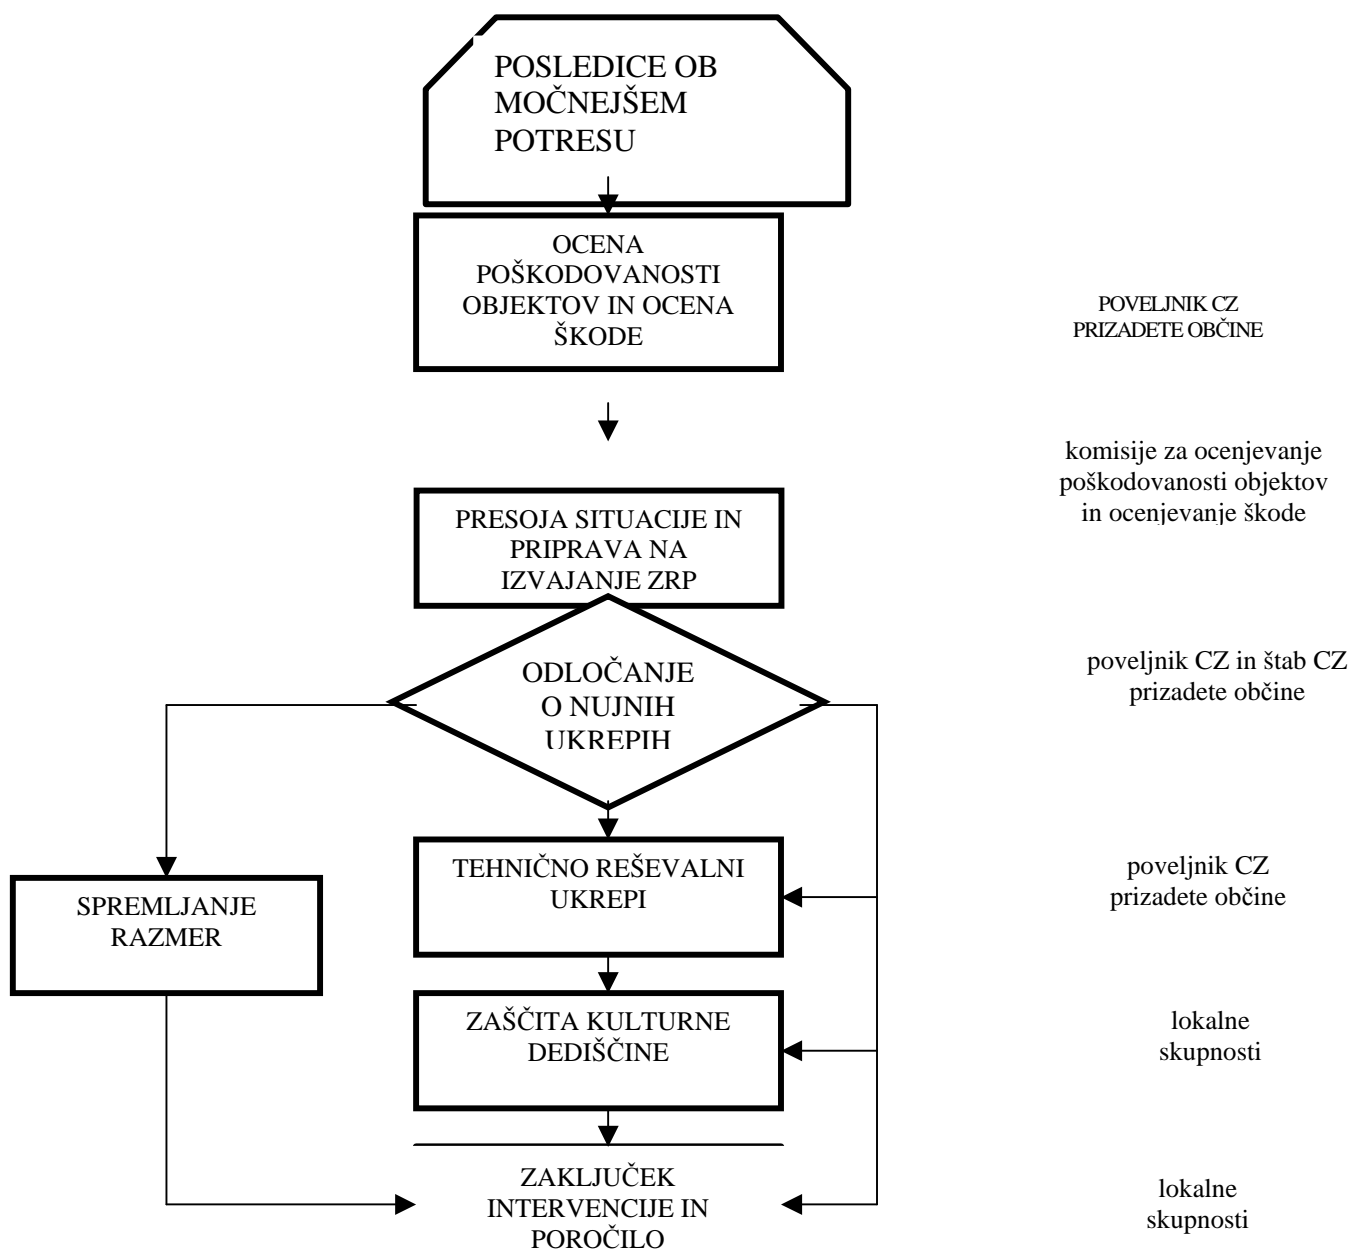 POSLEDICE OB
MOČNEJŠEM
POTRESU
OCENA
POŠKODOVANOSTI
OBJEKTOV IN OCENA
ŠKODE
POVELJNIK CZ
PRIZADETE OBČINE
komisije za ocenjevanje
poškodovanosti objektov
in ocenjevanje škode
PRESOJA SITUACIJE IN
PRIPRAVA NA
IZVAJANJE ZRP
poveljnik CZ in štab CZ
prizadete občine
ODLOČANJE
O NUJNIH
UKREPIH
TEHNIČNO REŠEVALNI
UKREPI
poveljnik CZ
prizadete občine
SPREMLJANJE
RAZMER
ZAŠČITA KULTURNE
DEDIŠČINE
lokalne
skupnosti
ZAKLJUČEK
INTERVENCIJE IN
POROČILO
lokalne
skupnosti